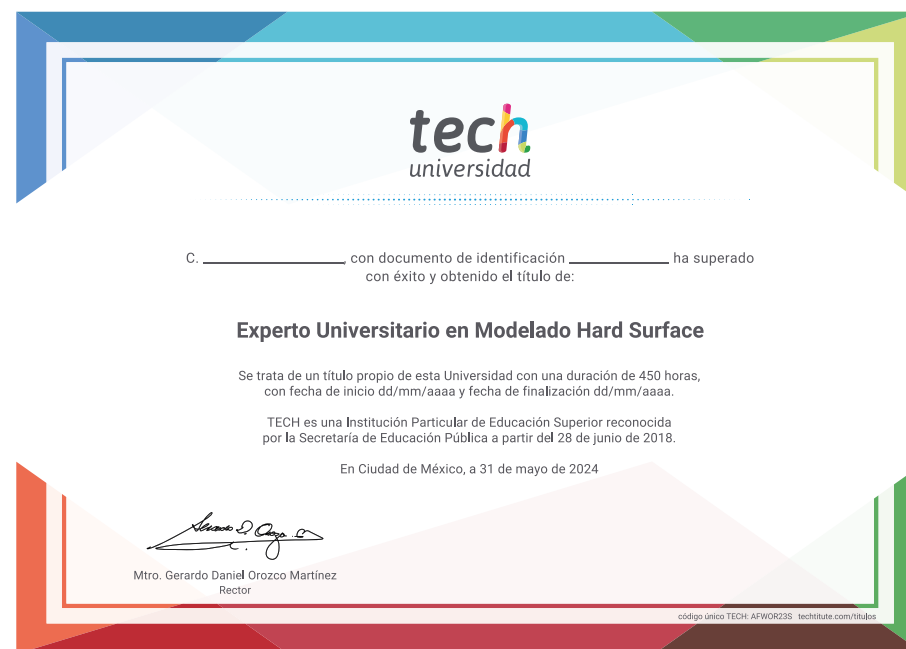 tech
universidad
C. ____________, con documento de identificación ____________ ha superado
con éxito y obtenido el título de:
Experto Universitario en Modelado Hard Surface
Se trata de un título propio de esta Universidad con una duración de 450 horas,
con fecha de inicio dd/mm/aaaa y fecha de finalización dd/mm/aaaa.
TECH es una Institución Particular de Educación Superior reconocida
por la Secretaría de Educación Pública a partir del 28 de junio de 2018.
En Ciudad de México, a 31 de mayo de 2024
Mtro. Gerardo Daniel Orozco Martínez
Rector
código único TECH: AFWOR23S techtitute.com/titulos